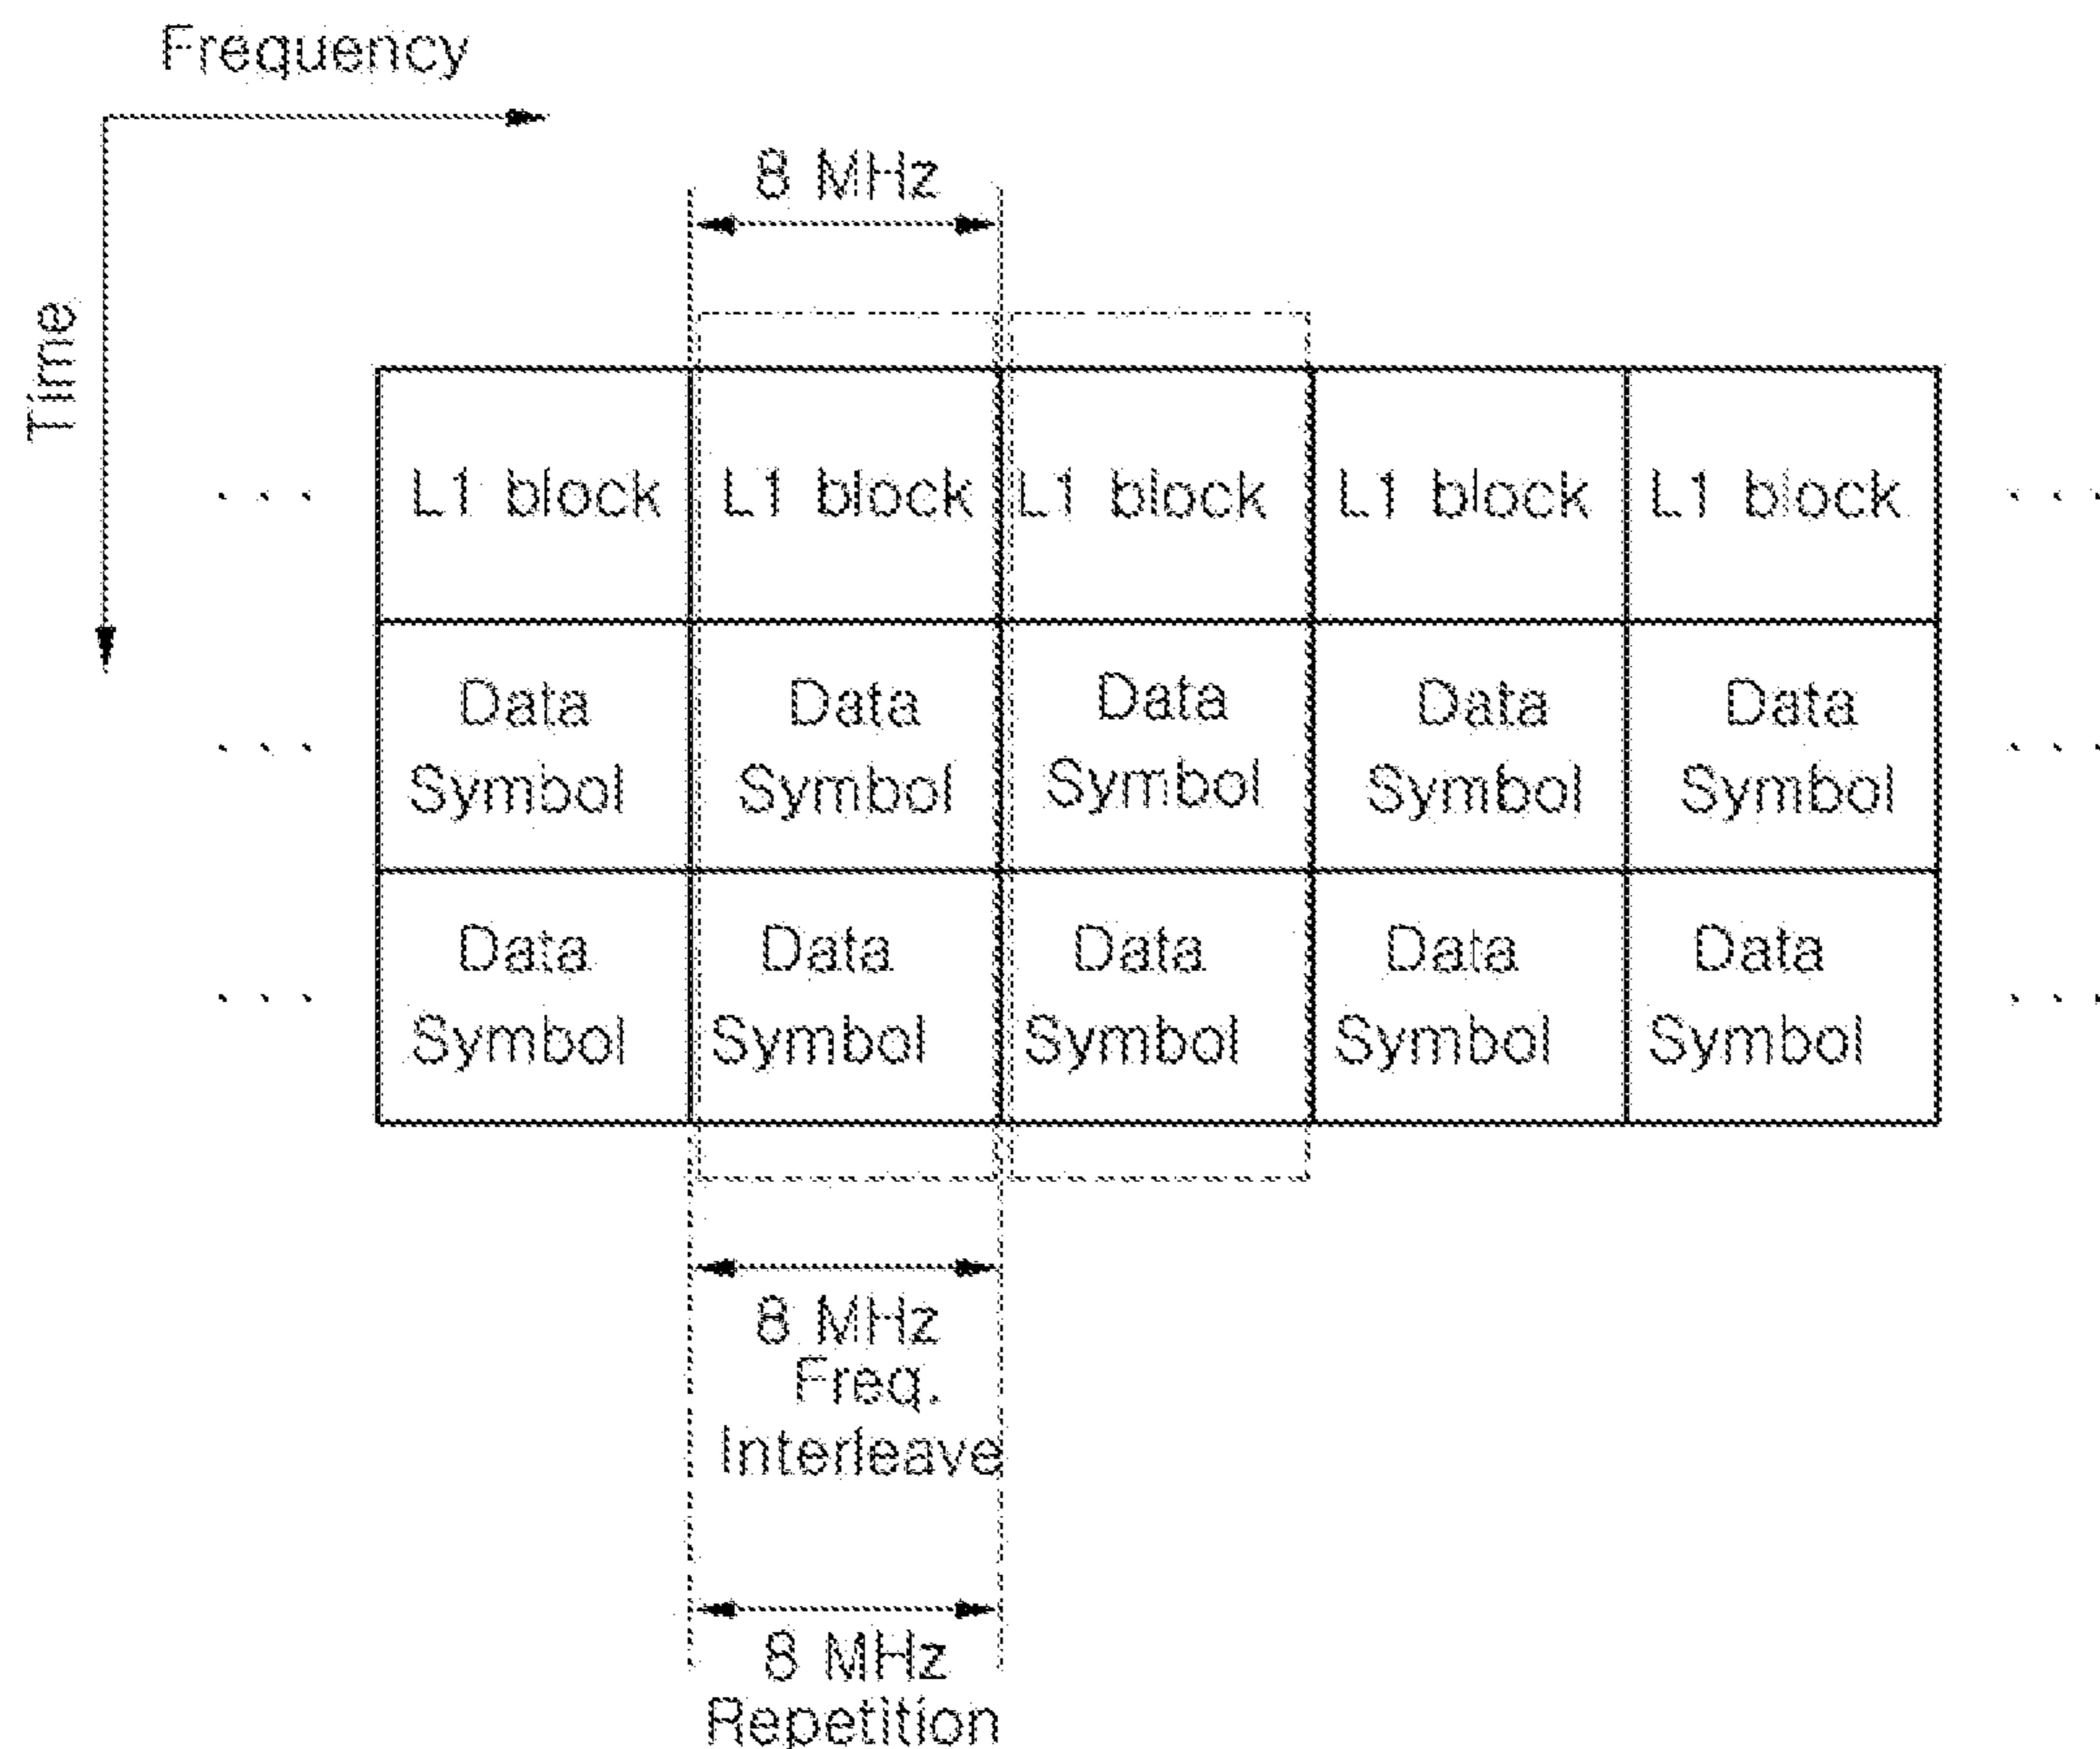 Frequency
8 MHz
Time
... L1 block L1 block L1 block L1 block L1 block ...
... Data Data Data Data Data ...
Symbol Symbol Symbol Symbol Symbol
... Data Data Data Data Data ...
Symbol Symbol Symbol Symbol Symbol
8 MHz
Freq.
Interleave
8 MHz
Repetition